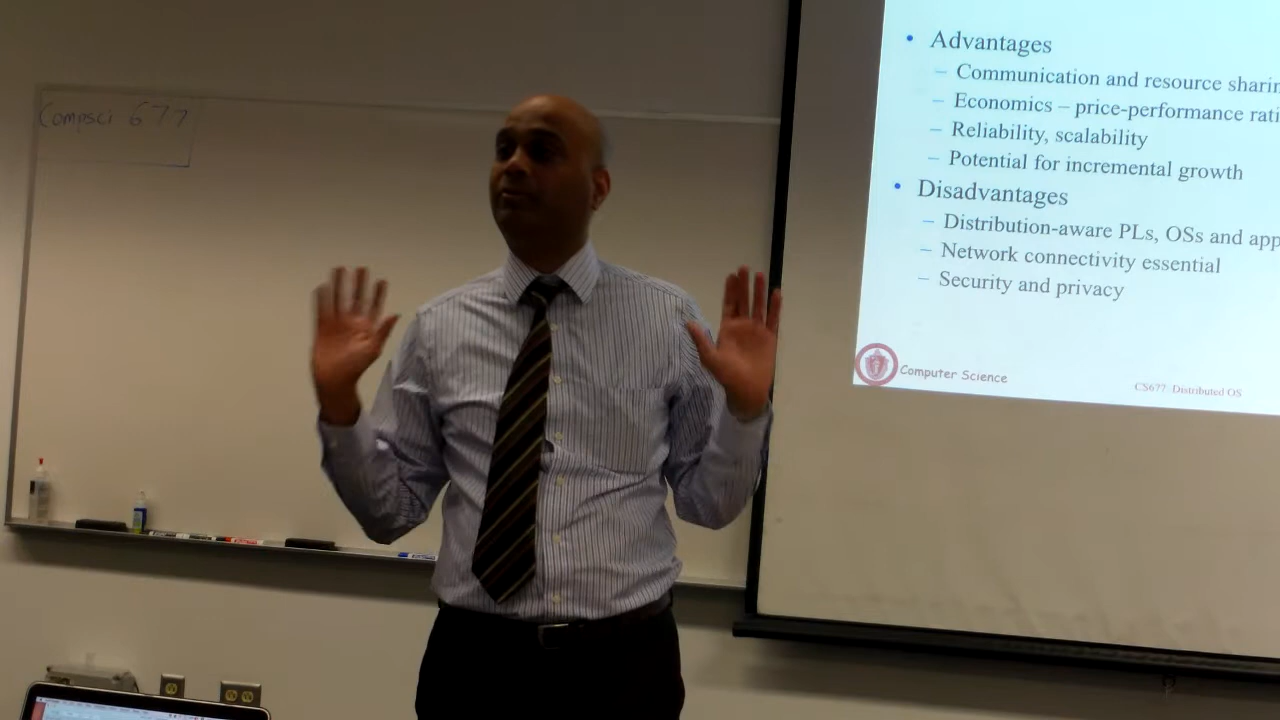 Compsci 677
• Advantages
– Communication and resource sharin
– Economics – price-performance rati
– Reliability, scalability
– Potential for incremental growth
• Disadvantages
– Distribution-aware PLs, OSs and app
– Network connectivity essential
– Security and privacy
Computer Science
CS677: Distributed OS